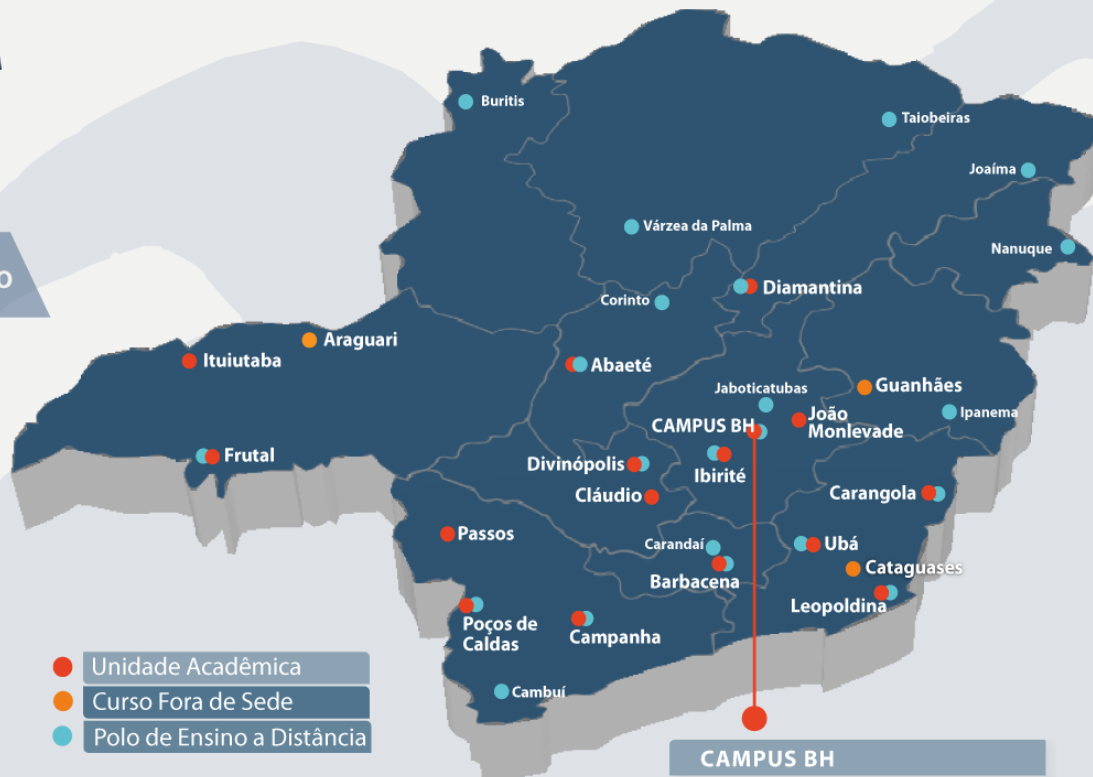 Buritis
Taiobeiras
Joaíma
Várzea da Palma
Nanuque
Diamantina
Corinto
Araguari
Ituiutaba
Abaeté
Jaboticatubas
Guanhães
João
Monlevade
Ipanema
CAMPUS BH
Frutal
Divinópolis
Ibirité
Cláudio
Carangola
Passos
Carandaí
Ubá
Barbacena
Cataguases
Leopoldina
Poços de
Caldas
Campanha
Cambuí
Unidade Acadêmica
Curso Fora de Sede
Polo de Ensino a Distância
CAMPUS BH